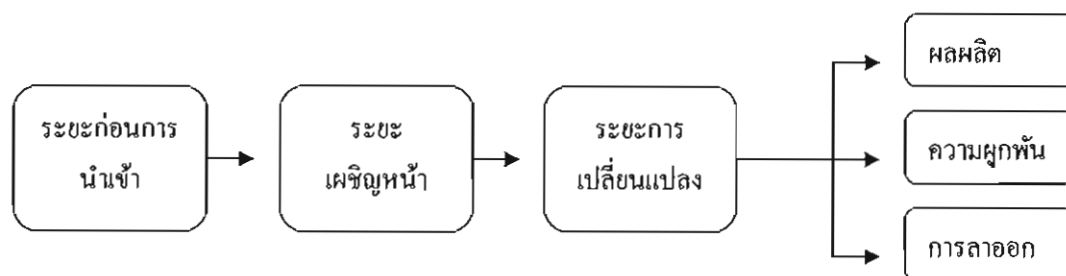 ระยะก่อนการ
นำเข้า
ระยะ
เผชิญหน้า
ระยะการ
เปลี่ยนแปลง
ผลผลิต
ความผูกพัน
การลาออก